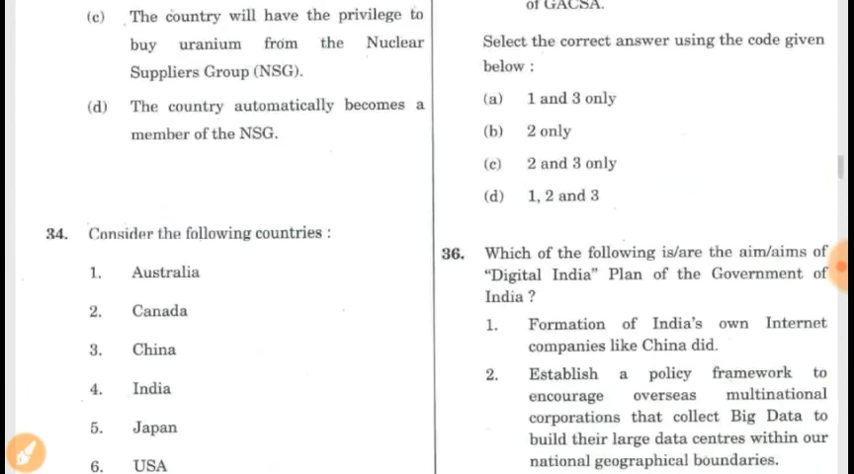 (c) The country will have the privilege to
buy uranium from the Nuclear
Suppliers Group (NSG).
(d) The country automatically becomes a
member of the NSG.
34. Consider the following countries :
1. Australia
2. Canada
3. China
4. India
5. Japan
6. USA
of GACSA.
Select the correct answer using the code given
below :
(a) 1 and 3 only
(b) 2 only
(c) 2 and 3 only
(d) 1, 2 and 3
36. Which of the following is/are the aim/aims of
“Digital India” Plan of the Government of
India ?
1. Formation of India’s own Internet
companies like China did.
2. Establish a policy framework to
encourage overseas multinational
corporations that collect Big Data to
build their large data centres within our
national geographical boundaries.